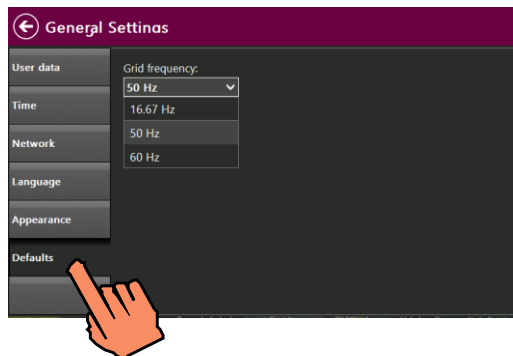 General Settings
User data
Time
Network
Language
Appearance
Defaults
Grid frequency:
50 Hz
16.67 Hz
50 Hz
60 Hz